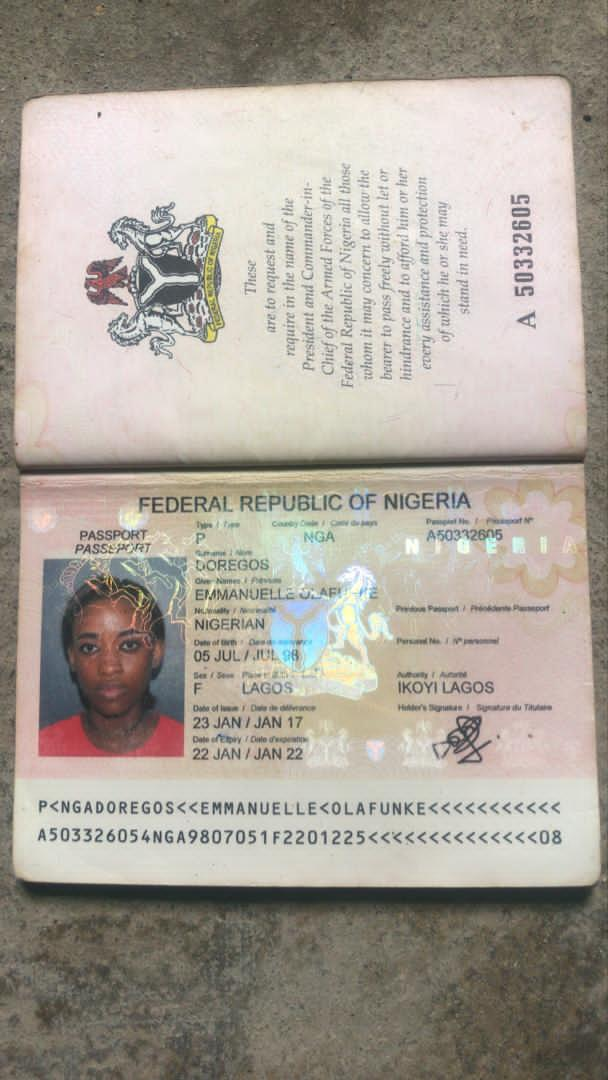 These
are to request and
require in the name of the
President and Commander-in-
Chief of the Armed Forces of the
Federal Republic of Nigeria all those
whom it may concern to allow the
bearer to pass freely without let or
hindrance and to afford him or her
every assistance and protection
of which he or she may
stand in need.
A 50332605
FEDERAL REPUBLIC OF NIGERIA
PASSPORT
PASSEPORT
Type / Type Country Code / Code du pays Passport No. / Passeport N°
P NGA A50332605
NIGERIA
Surname / Nom
DOREGOS
Given Names / Prénoms
EMMANUELLE OLAFUNKE
Nationality / Nationalité Previous Passport / Précédente Passeport
NIGERIAN
Date of Birth / Date de naissance Personal No. / N° personnel
05 JUL / JUL 98
Sex / Sexe Place of Birth Authority / Autorité
F LAGOS IKOYI LAGOS
Date of Issue / Date de délivrance Holder's Signature / Signature du Titulaire
23 JAN / JAN 17
Date of Expiry / Date d'expiration
22 JAN / JAN 22
P<NGADOREGOS<<EMMANUELLE<OLAFUNKE<<<<<<<<<<<
A503326054NGA9807051F2201225<<<<<<<<<<<<<<08